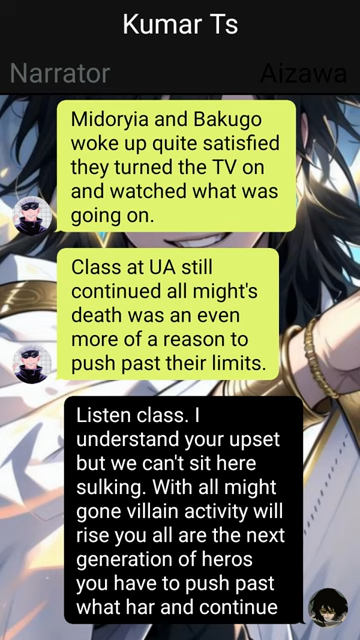 Kumar Ts
Narrator
Aizawa
Midoryia and Bakugo
woke up quite satisfied
they turned the TV on
and watched what was
going on.
Class at UA still
continued all might's
death was an even
more of a reason to
push past their limits.
Listen class. I
understand your upset
but we can't sit here
sulking. With all might
gone villain activity will
rise you all are the next
generation of heros
you have to push past
what har and continue